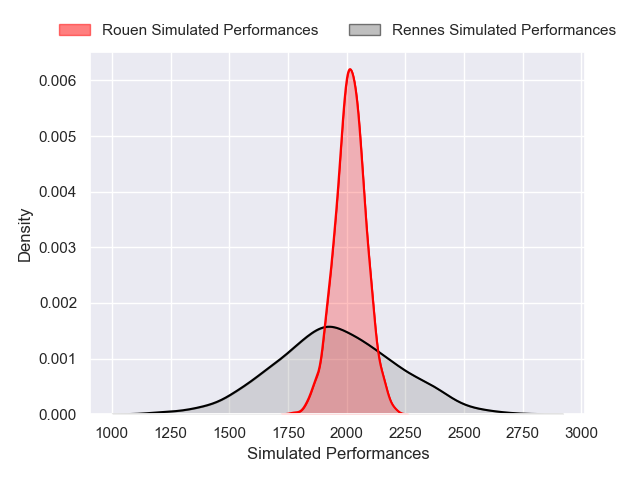 Rouen Simulated Performances Rennes Simulated Performances
0.006
0.005
0.004
0.003
0.002
0.001
0.000
Density
1000 1250 1500 1750 2000 2250 2500 2750 3000
Simulated Performances